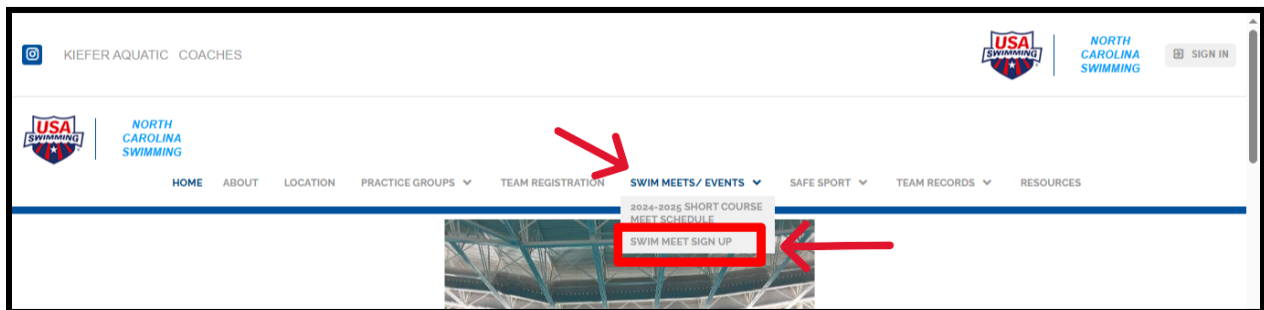 KIEFER AQUATIC COACHES
USA
SWIMMING
NORTH
CAROLINA
SWIMMING
SIGN IN
USA
SWIMMING
NORTH
CAROLINA
SWIMMING
HOME ABOUT LOCATION PRACTICE GROUPS TEAM REGISTRATION SWIM MEETS/ EVENTS SAFE SPORT TEAM RECORDS RESOURCES
2024-2025 SHORT COURSE
MEET SCHEDULE
SWIM MEET SIGN UP